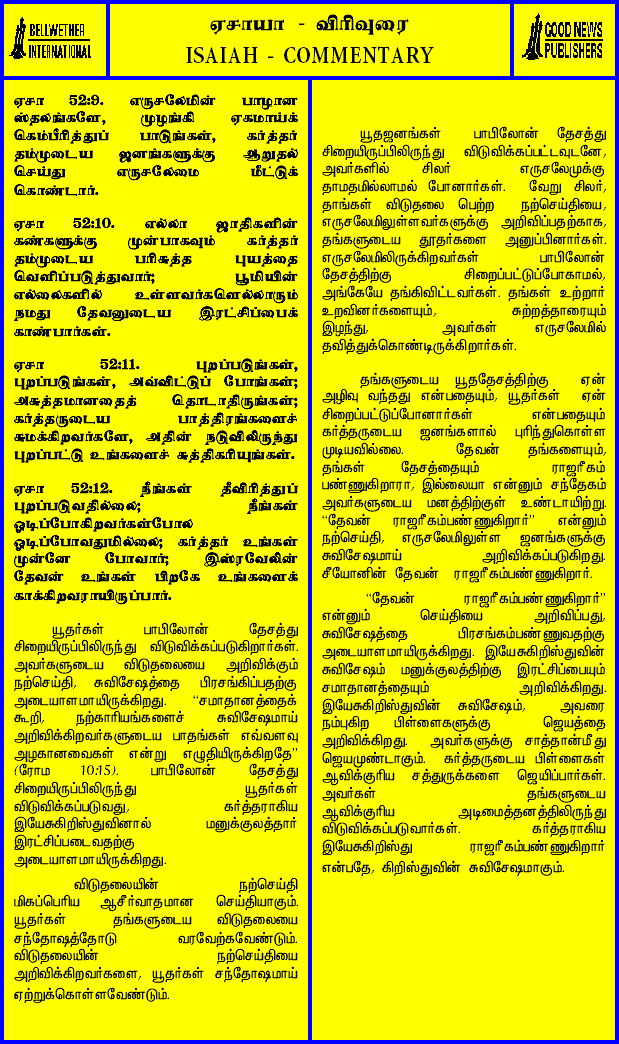 BELLWETHER
INTERNATIONAL
ஏசாயா - விரிவுரை
ISAIAH - COMMENTARY
GOOD NEWS
PUBLISHERS
ஏசா 52:9. எருசலேமின் பாழான
ஸ்தலங்களே, முழங்கி ஏகமாய்க்
கெம்பீரித்துப் பாடுங்கள், கர்த்தர்
தம்முடைய ஜனங்களுக்கு ஆறுதல்
செய்து எருசலேமை மீட்டுக்
கொண்டார்.
ஏசா 52:10. எல்லா ஜாதிகளின்
கண்களுக்கு முன்பாகவும் கர்த்தர்
தம்முடைய பரிசுத்த புயத்தை
வெளிப்படுத்துவார்; பூமியின்
எல்லைகளில் உள்ளவர்களெல்லாரும்
நமது தேவனுடைய இரட்சிப்பைக்
காண்பார்கள்.
ஏசா 52:11. புறப்படுங்கள்,
புறப்படுங்கள், அவ்விட்டுப் போங்கள்;
அசுத்தமானதைத் தொடாதிருங்கள்;
கர்த்தருடைய பாத்திரங்களைச்
சுமக்கிறவர்களே, அதின் நடுவிலிருந்து
புறப்பட்டு உங்களைச் சுத்திகரியுங்கள்.
ஏசா 52:12. நீங்கள் தீவிரித்துப்
புறப்படுவதில்லை; நீங்கள்
ஓடிப்போகிறவர்கள்போல
ஓடிப்போவதுமில்லை; கர்த்தர் உங்கள்
முன்னே போவார்; இஸ்ரவேலின்
தேவன் உங்கள் பிறகே உங்களைக்
காக்கிறவராயிருப்பார்.
யூதர்கள் பாபிலோன் தேசத்து
சிறையிருப்பிலிருந்து விடுவிக்கப்படுகிறார்கள்.
அவர்களுடைய விடுதலையை அறிவிக்கும்
நற்செய்தி, சுவிசேஷத்தை பிரசங்கிப்பதற்கு
அடையாளமாயிருக்கிறது. “சமாதானத்தைக்
கூறி, நற்காரியங்களைச் சுவிசேஷமாய்
அறிவிக்கிறவர்களுடைய பாதங்கள் எவ்வளவு
அழகானவைகள் என்று எழுதியிருக்கிறதே”
(ரோம 10:15). பாபிலோன் தேசத்து
சிறையிருப்பிலிருந்து யூதர்கள்
விடுவிக்கப்படுவது, கர்த்தராகிய
இயேசுகிறிஸ்துவினால் மனுக்குலத்தார்
இரட்சிப்படைவதற்கு
அடையாளமாயிருக்கிறது.
விடுதலையின் நற்செய்தி
மிகப்பெரிய ஆசீர்வாதமான செய்தியாகும்.
யூதர்கள் தங்களுடைய விடுதலையை
சந்தோஷத்தோடு வரவேற்கவேண்டும்.
விடுதலையின் நற்செய்தியை
அறிவிக்கிறவர்களை, யூதர்கள் சந்தோஷமாய்
ஏற்றுக்கொள்ளவேண்டும்.
யூதஜனங்கள் பாபிலோன் தேசத்து
சிறையிருப்பிலிருந்து விடுவிக்கப்பட்டவுடனே,
அவர்களில் சிலர் எருசலேமுக்கு
தாமதமில்லாமல் போனார்கள். வேறு சிலர்,
தாங்கள் விடுதலை பெற்ற நற்செய்தியை,
எருசலேமிலுள்ளவர்களுக்கு அறிவிப்பதற்காக,
தங்களுடைய தூதர்களை அனுப்பினார்கள்.
எருசலேமிலிருக்கிறவர்கள் பாபிலோன்
தேசத்திற்கு சிறைப்பட்டுப்போகாமல்,
அங்கேயே தங்கிவிட்டவர்கள். தங்கள் உற்றார்
உறவினர்களையும், சுற்றத்தாரையும்
இழந்து, அவர்கள் எருசலேமில்
தவித்துக்கொண்டிருக்கிறார்கள்.
தங்களுடைய யூததேசத்திற்கு ஏன்
அழிவு வந்தது என்பதையும், யூதர்கள் ஏன்
சிறைப்பட்டுப்போனார்கள் என்பதையும்
கர்த்தருடைய ஜனங்களால் புரிந்துகொள்ள
முடியவில்லை. தேவன் தங்களையும்,
தங்கள் தேசத்தையும் ராஜரீகம்
பண்ணுகிறாரா, இல்லையா என்னும் சந்தேகம்
அவர்களுடைய மனத்திற்குள் உண்டாயிற்று.
“தேவன் ராஜரீகம்பண்ணுகிறார்” என்னும்
நற்செய்தி, எருசலேமிலுள்ள ஜனங்களுக்கு
சுவிசேஷமாய் அறிவிக்கப்படுகிறது.
சீயோனின் தேவன் ராஜரீகம்பண்ணுகிறார்.
“தேவன் ராஜரீகம்பண்ணுகிறார்”
என்னும் செய்தியை அறிவிப்பது,
சுவிசேஷத்தை பிரசங்கம்பண்ணுவதற்கு
அடையாளமாயிருக்கிறது. இயேசுகிறிஸ்துவின்
சுவிசேஷம் மனுக்குலத்திற்கு இரட்சிப்பையும்
சமாதானத்தையும் அறிவிக்கிறது.
இயேசுகிறிஸ்துவின் சுவிசேஷம், அவரை
நம்புகிற பிள்ளைகளுக்கு ஜெயத்தை
அறிவிக்கிறது. அவர்களுக்கு சாத்தான்மீது
ஜெயமுண்டாகும். கர்த்தருடைய பிள்ளைகள்
ஆவிக்குரிய சத்துருக்களை ஜெயிப்பார்கள்.
அவர்கள் தங்களுடைய
ஆவிக்குரிய அடிமைத்தனத்திலிருந்து
விடுவிக்கப்படுவார்கள். கர்த்தராகிய
இயேசுகிறிஸ்து ராஜரீகம்பண்ணுகிறார்
என்பதே, கிறிஸ்துவின் சுவிசேஷமாகும்.